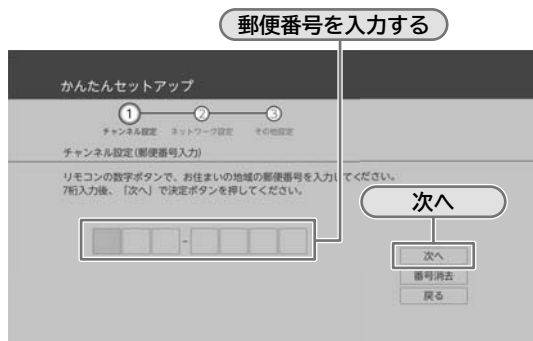 郵便番号を入力する
かんたんセットアップ
1 2 3
チャンネル設定 ネットワーク設定 その他設定
チャンネル設定(郵便番号入力)
リモコンの数字ボタンで、お住まいの地域の郵便番号を入力してください。
7桁入力後、「次へ」で決定ボタンを押してください。
次へ
-
次へ
番号消去
戻る